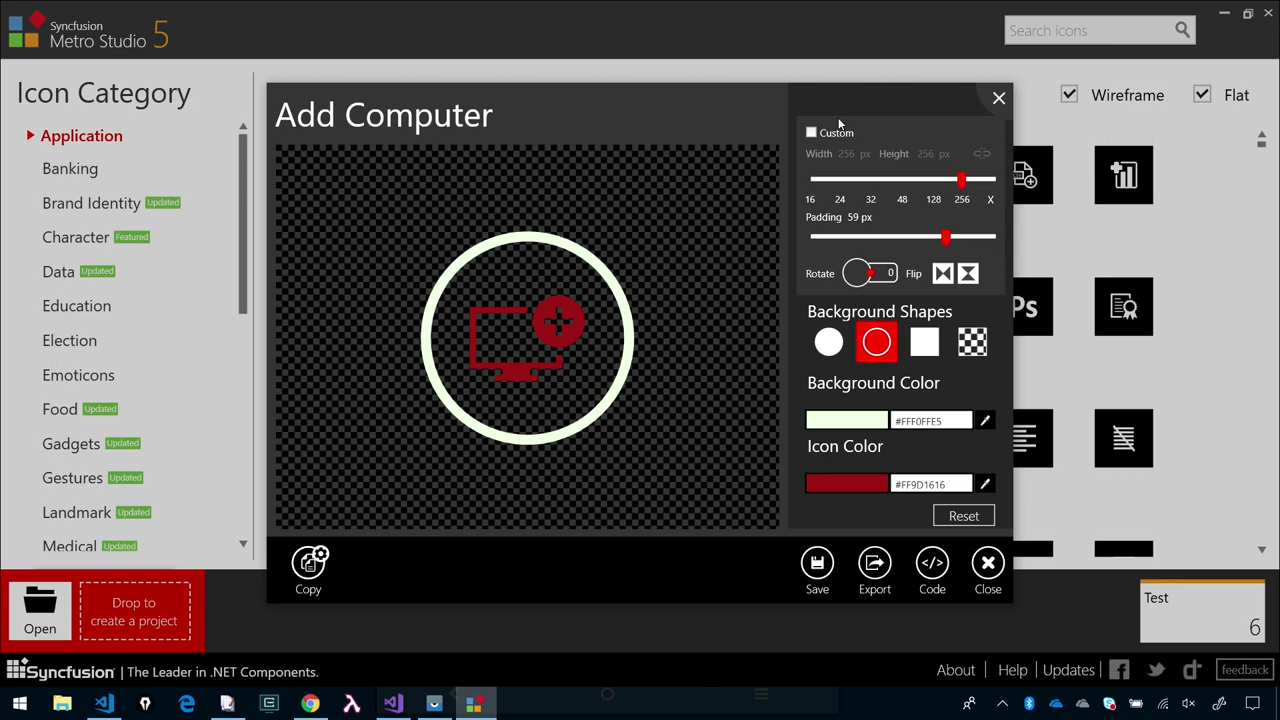 Syncfusion
Metro Studio 5
Search icons
Icon Category
Wireframe
Flat
Application
Banking
Brand Identity Updated
Character Featured
Data Updated
Education
Election
Emoticons
Food Updated
Gadgets Updated
Gestures Updated
Landmark Updated
Medical Updated
Add Computer
Custom
Width 256 px Height 256 px
16 24 32 48 128 256 X
Padding 59 px
Rotate 0 Flip
Background Shapes
Background Color
#FFF0FFE5
Icon Color
#FF9D1616
Reset
Copy
Save
Export
</>
Code
Close
Ps
Open
Drop to
create a project
Test
6
Syncfusion | The Leader in .NET Components.
About | Help | Updates
feedback